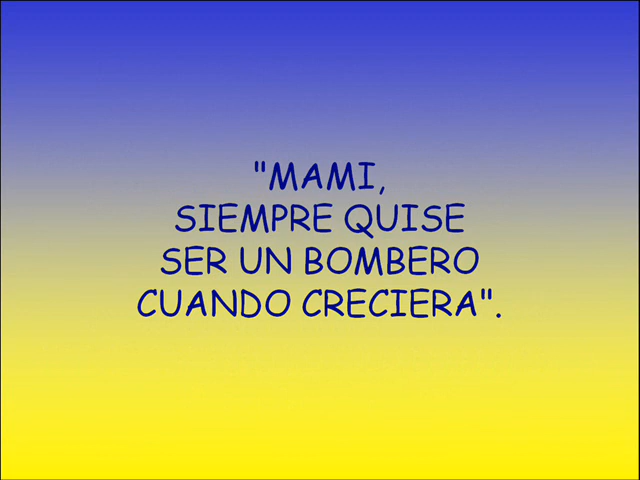 "MAMI,
SIEMPRE QUISE
SER UN BOMBERO
CUANDO CRECIERA".